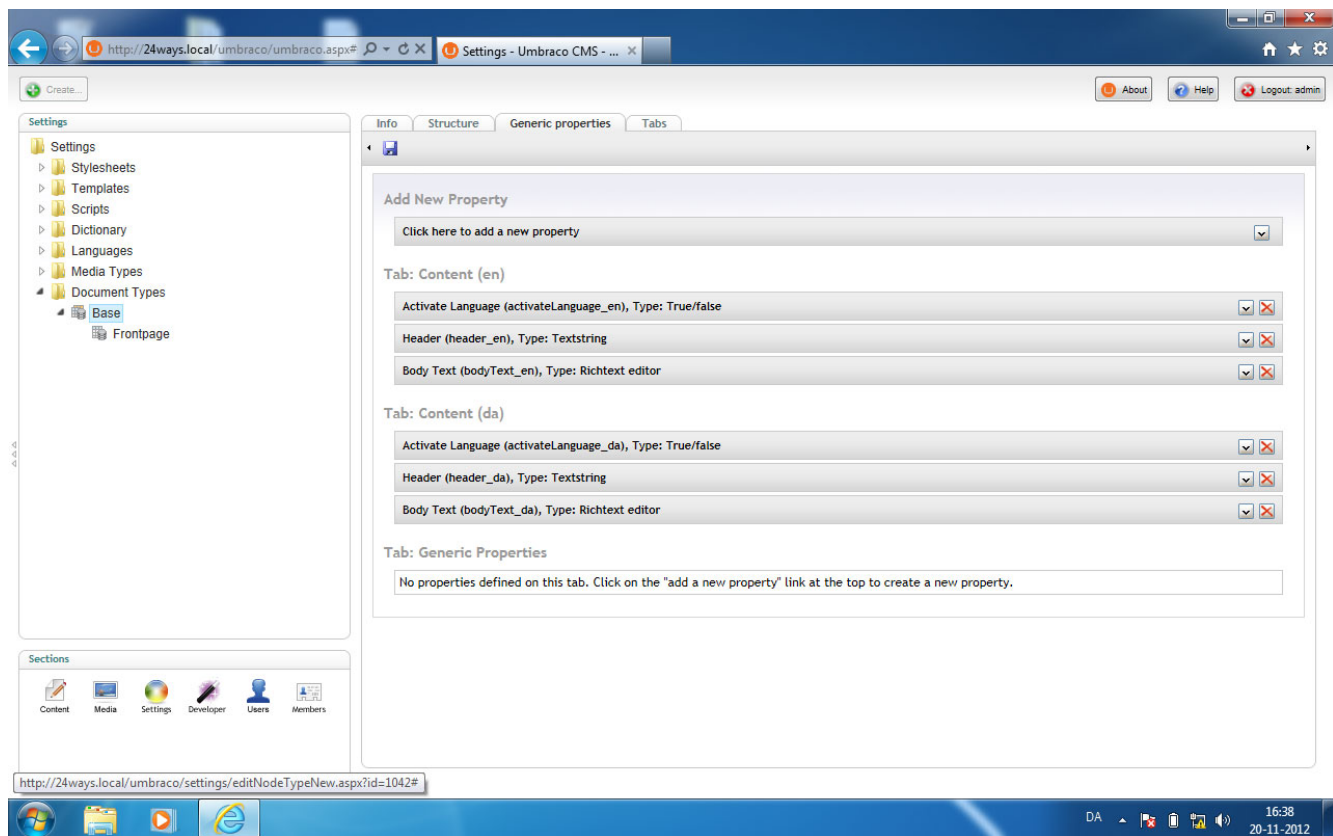 http://24ways.local/umbraco/umbraco.aspx#
Settings - Umbraco CMS - ...
Create...
About
Help
Logout: admin
Settings
Settings
Stylesheets
Templates
Scripts
Dictionary
Languages
Media Types
Document Types
Base
Frontpage
Info Structure Generic properties Tabs
Add New Property
Click here to add a new property
Tab: Content (en)
Activate Language (activateLanguage_en), Type: True/false
Header (header_en), Type: Textstring
Body Text (bodyText_en), Type: Richtext editor
Tab: Content (da)
Activate Language (activateLanguage_da), Type: True/false
Header (header_da), Type: Textstring
Body Text (bodyText_da), Type: Richtext editor
Tab: Generic Properties
No properties defined on this tab. Click on the "add a new property" link at the top to create a new property.
Sections
Content Media Settings Developer Users Members
http://24ways.local/umbraco/settings/editNodeTypeNew.aspx?id=1042#
DA
16:38
20-11-2012